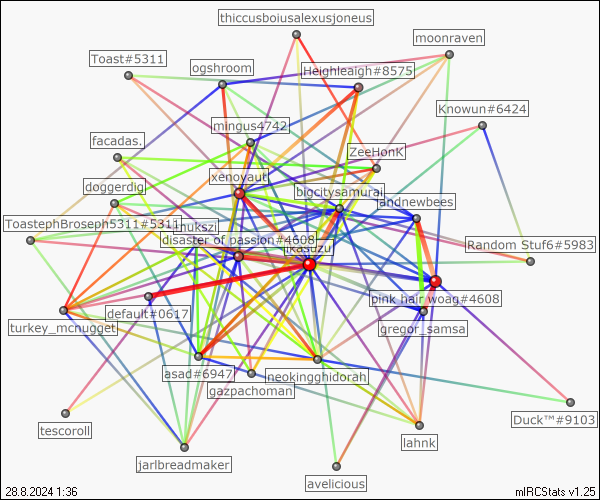 thiccusboiusalexusjoneus
moonraven
Toast#5311
ogshroom
Heighleaigh#8575
Knowun#6424
mingus4742
facadas.
ZeeHonK
xenoyaut
doggerdig
bigcitysamurai
andnewbees
ToastephBroseph5311#5311
hukszi
disaster of passion#4608
Random Stuf6#5983
ikasuzu
pink hair woag#4608
default#0617
turkey_mcnugget
gregor_samsa
asad#6947
neokingghidorah
gazpachoman
Duck™#9103
tescoroll
lahnk
jarlbreadmaker
avelicious
28.8.2024 1:36
mIRCStats v1.25